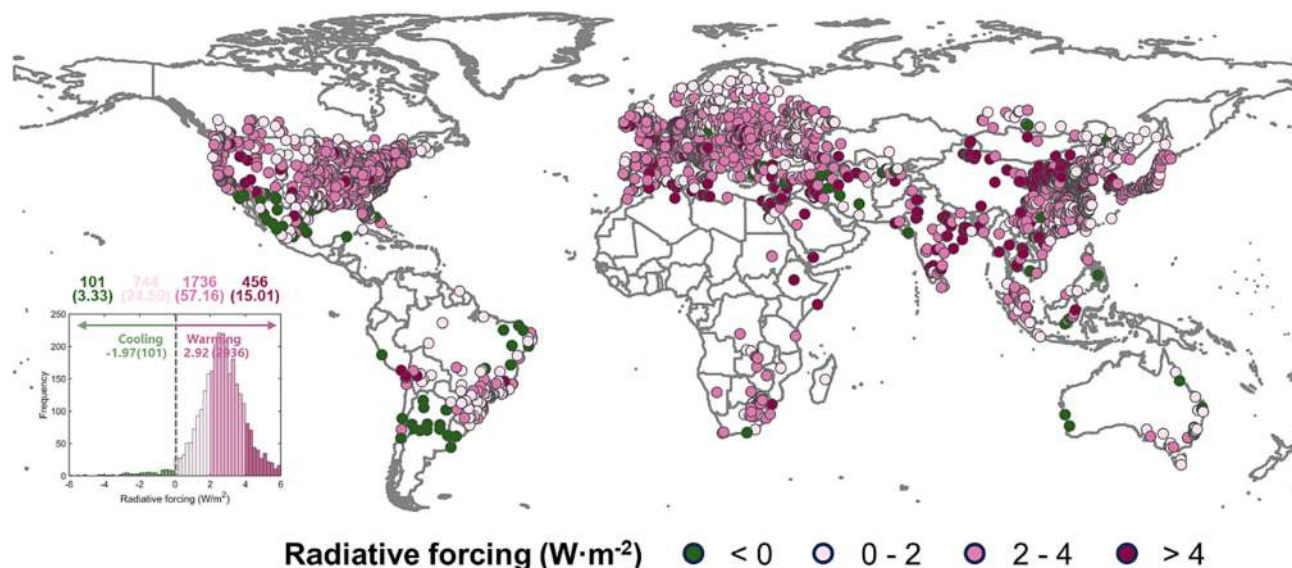 101 744 1736 456
(3.33) (24.50) (57.16) (15.01)
250
200
150
100
50
0
Frequency
Cooling Warming
-1.97(101) 2.92 (2936)
-6 -4 -2 0 2 4 6
Radiative forcing (W/m²)
Radiative forcing (W·m⁻²) < 0 0 - 2 2 - 4 > 4